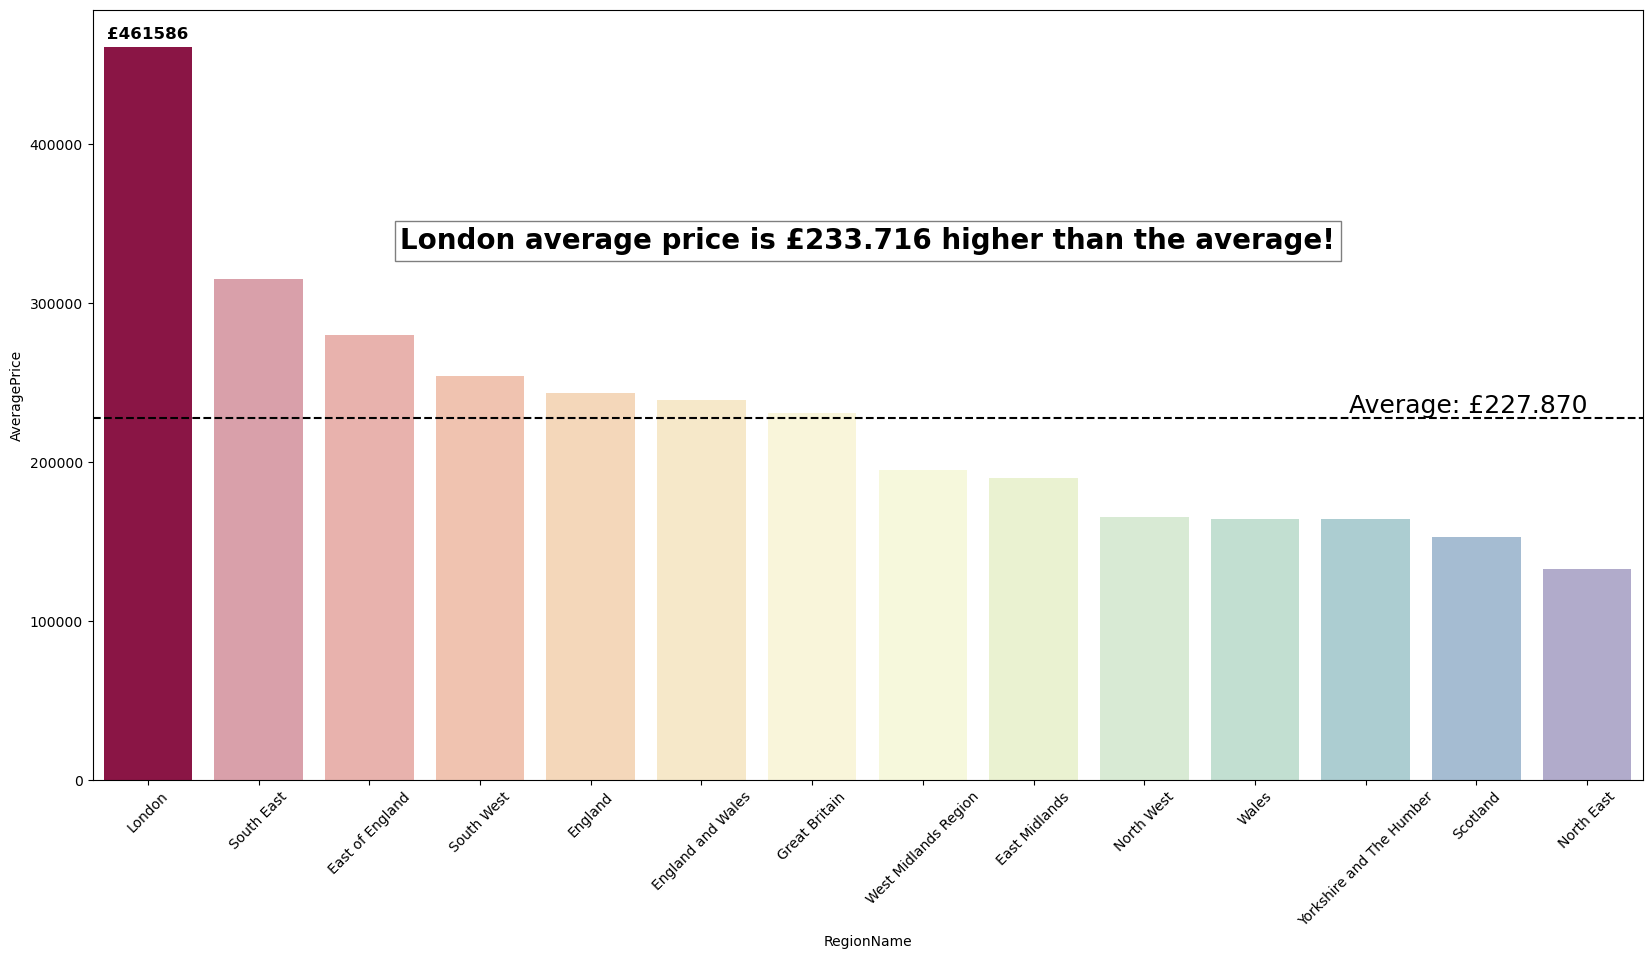 £461586
400000
London average price is £233.716 higher than the average!
300000
Average: £227.870
200000
100000
0
AveragePrice
London
South East
East of England
South West
England
England and Wales
Great Britain
West Midlands Region
East Midlands
North West
Wales
Yorkshire and The Humber
Scotland
North East
RegionName